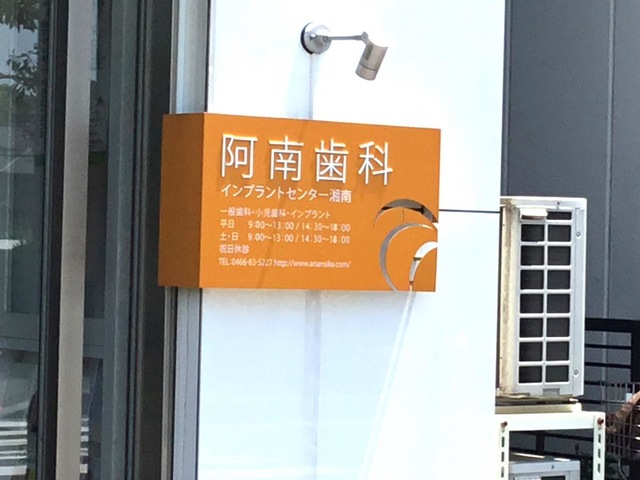 阿南歯科
インプラントセンター湘南
一般歯科・小児歯科・インプラント
平日 9:00〜13:00 / 14:30〜18:00
土・日 9:00〜13:00 / 14:30〜18:00
祝日休診
TEL:0466-83-5227 http://www.anansika.com/